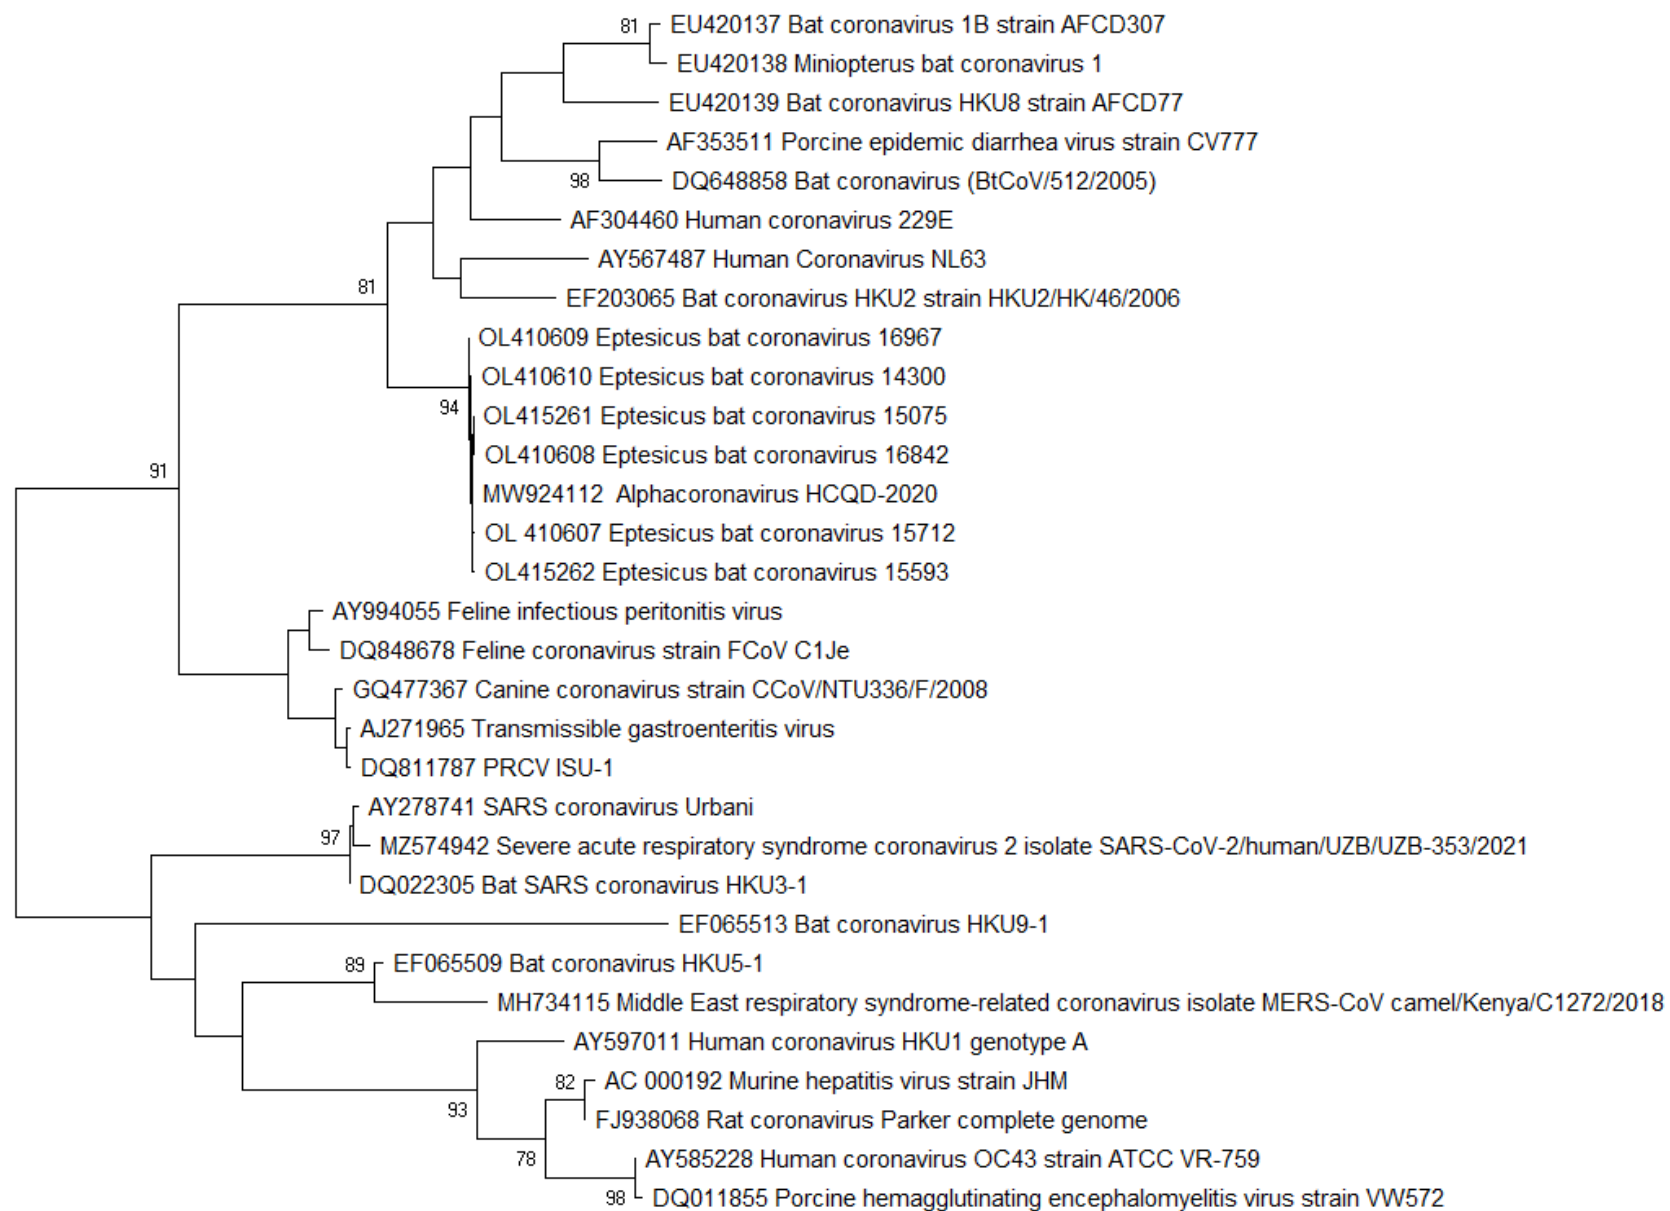 81
EU420137 Bat coronavirus 1B strain AFCD307
EU420138 Miniopterus bat coronavirus 1
EU420139 Bat coronavirus HKU8 strain AFCD77
AF353511 Porcine epidemic diarrhea virus strain CV777
98
DQ648858 Bat coronavirus (BtCoV/512/2005)
AF304460 Human coronavirus 229E
AY567487 Human Coronavirus NL63
81
EF203065 Bat coronavirus HKU2 strain HKU2/HK/46/2006
OL410609 Eptesicus bat coronavirus 16967
OL410610 Eptesicus bat coronavirus 14300
94
OL415261 Eptesicus bat coronavirus 15075
OL410608 Eptesicus bat coronavirus 16842
91
MW924112 Alphacoronavirus HCQD-2020
OL 410607 Eptesicus bat coronavirus 15712
OL415262 Eptesicus bat coronavirus 15593
AY994055 Feline infectious peritonitis virus
DQ848678 Feline coronavirus strain FCoV C1Je
GQ477367 Canine coronavirus strain CCoV/NTU336/F/2008
AJ271965 Transmissible gastroenteritis virus
DQ811787 PRCV ISU-1
AY278741 SARS coronavirus Urbani
97
MZ574942 Severe acute respiratory syndrome coronavirus 2 isolate SARS-CoV-2/human/UZB/UZB-353/2021
DQ022305 Bat SARS coronavirus HKU3-1
EF065513 Bat coronavirus HKU9-1
89
EF065509 Bat coronavirus HKU5-1
MH734115 Middle East respiratory syndrome-related coronavirus isolate MERS-CoV camel/Kenya/C1272/2018
AY597011 Human coronavirus HKU1 genotype A
82
AC 000192 Murine hepatitis virus strain JHM
93
FJ938068 Rat coronavirus Parker complete genome
78
AY585228 Human coronavirus OC43 strain ATCC VR-759
98
DQ011855 Porcine hemagglutinating encephalomyelitis virus strain VW572